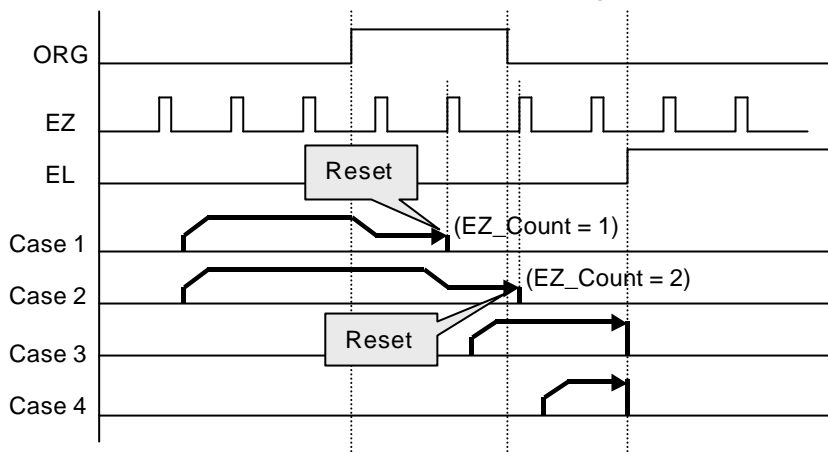 ORG
EZ
EL
Reset
Case 1
(EZ_Count = 1)
Case 2
(EZ_Count = 2)
Reset
Case 3
Case 4